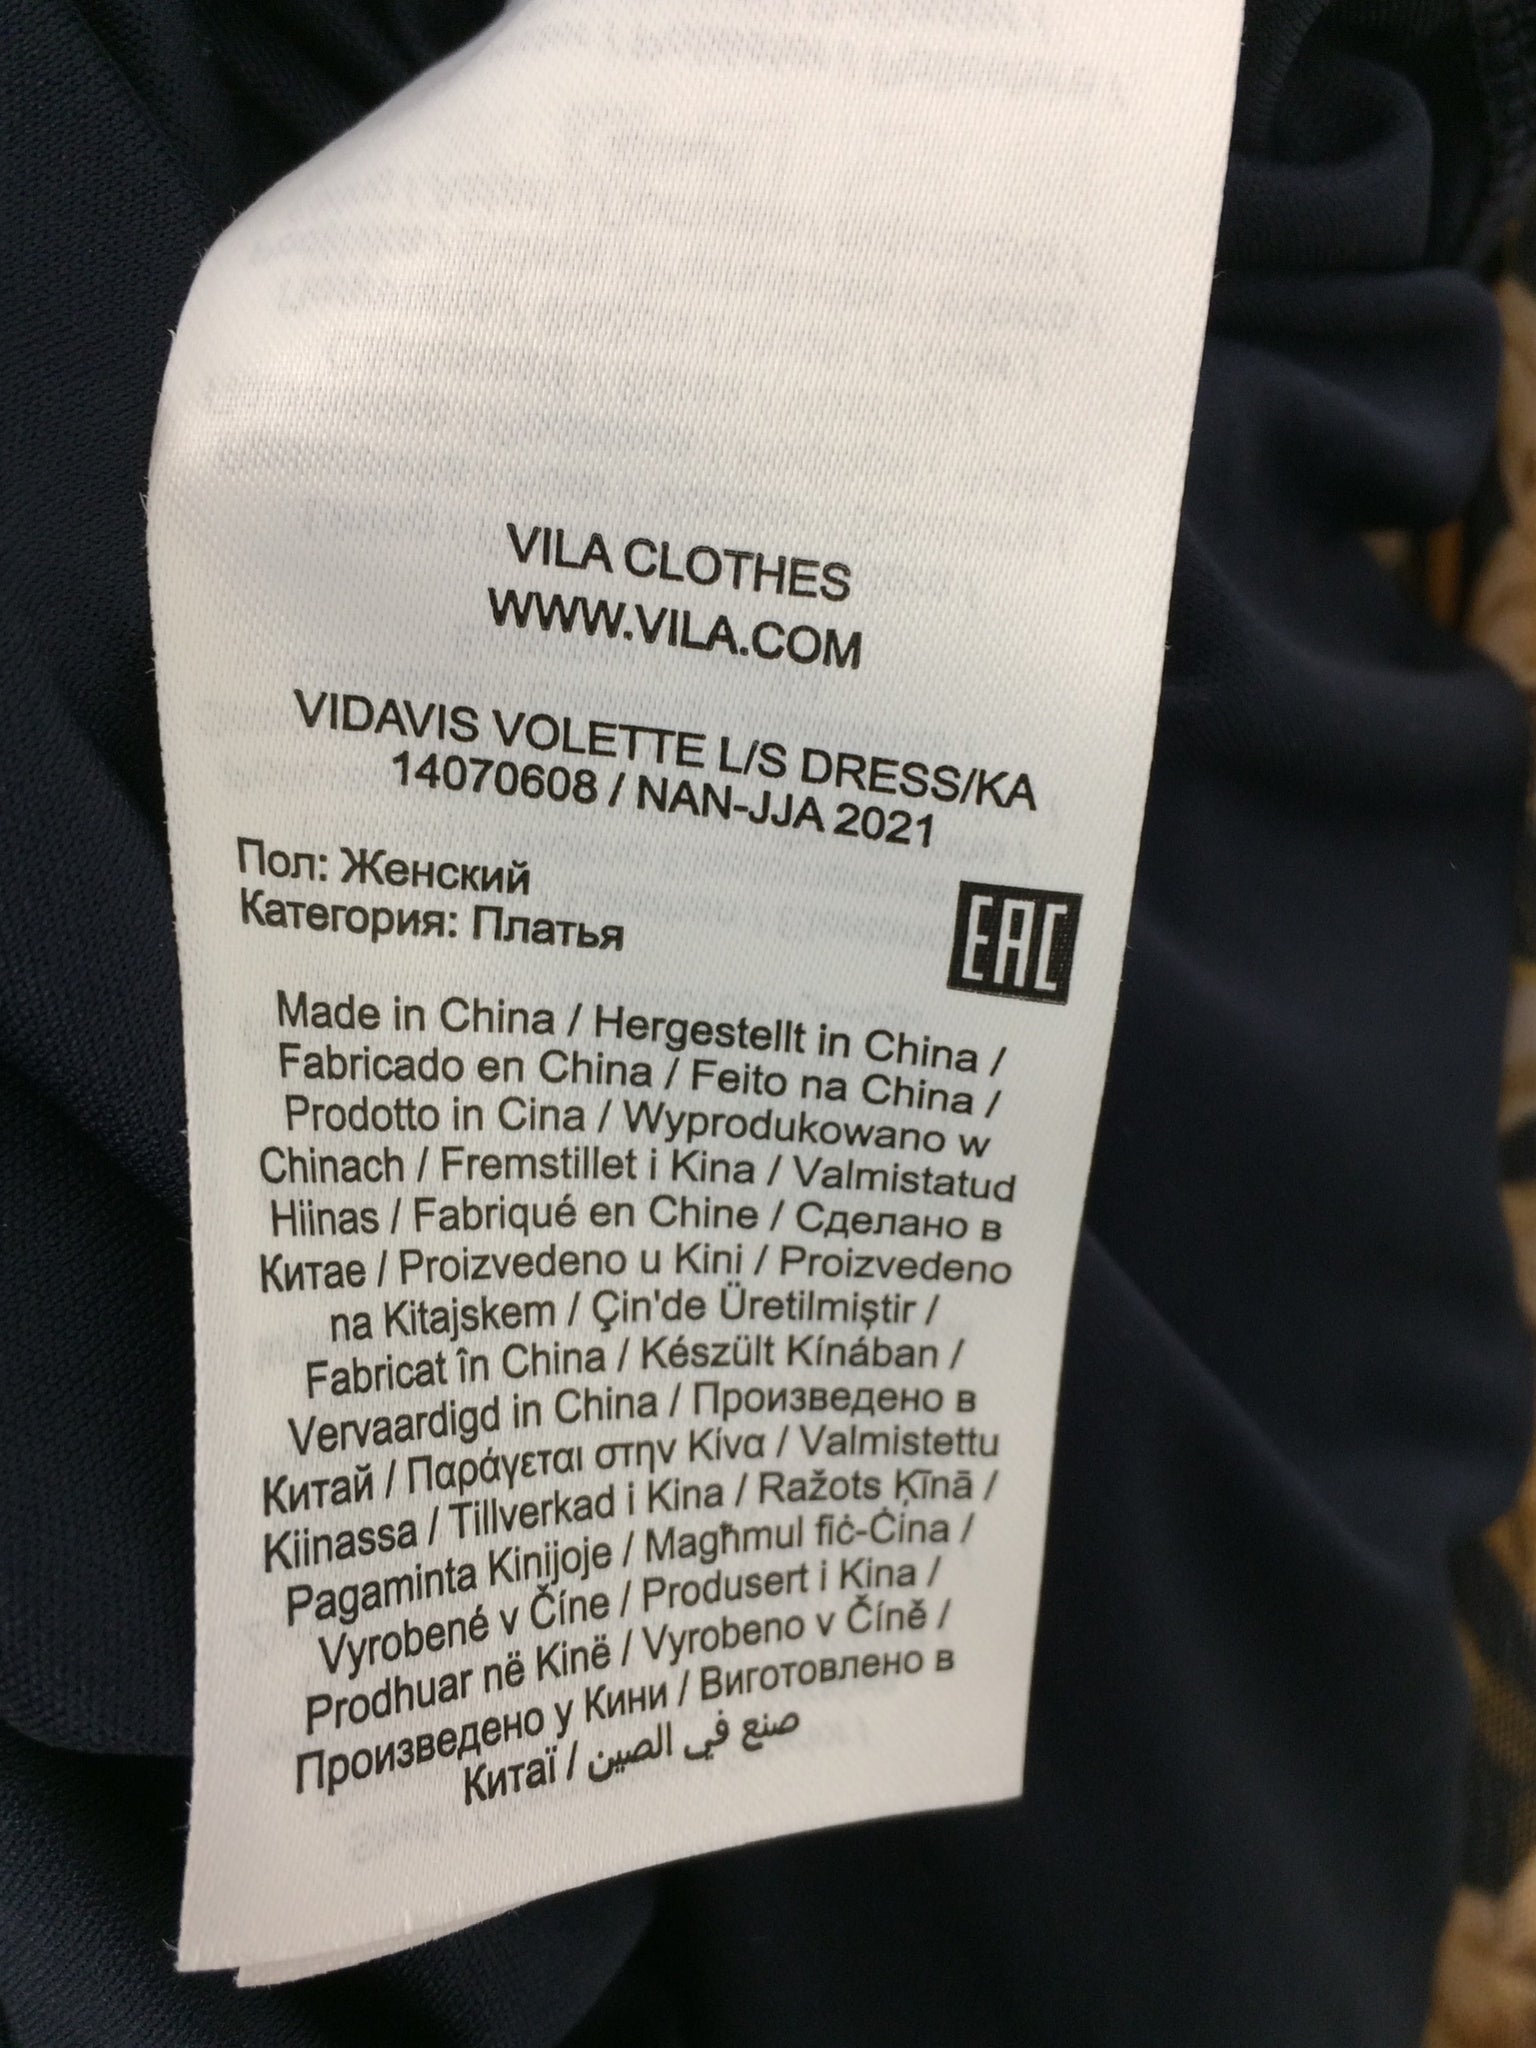 VILA CLOTHES
WWW.VILA.COM
VIDAVIS VOLETTE L/S DRESS/KA
14070608 / NAN-JJA 2021
Пол: Женский
Категория: Платья
EAC
Made in China / Hergestellt in China /
Fabricado en China / Feito na China /
Prodotto in Cina / Wyprodukowano w
Chinach / Fremstillet i Kina / Valmistatud
Hiinas / Fabriqué en Chine / Сделано в
Китае / Proizvedeno u Kini / Proizvedeno
na Kitajskem / Çin'de Üretilmiştir /
Fabricat în China / Készült Kínában /
Vervaardigd in China / Произведено в
Китай / Παράγεται στην Κίνα / Valmistettu
Kiinassa / Tillverkad i Kina / Ražots Ķīnā /
Pagaminta Kinijoje / Magħmul fiċ-Ċina /
Vyrobené v Číne / Produsert i Kina /
Prodhuar në Kinë / Vyrobeno v Číně /
Произведено у Кини / Виготовлено в
Китаї / صنع في الصين